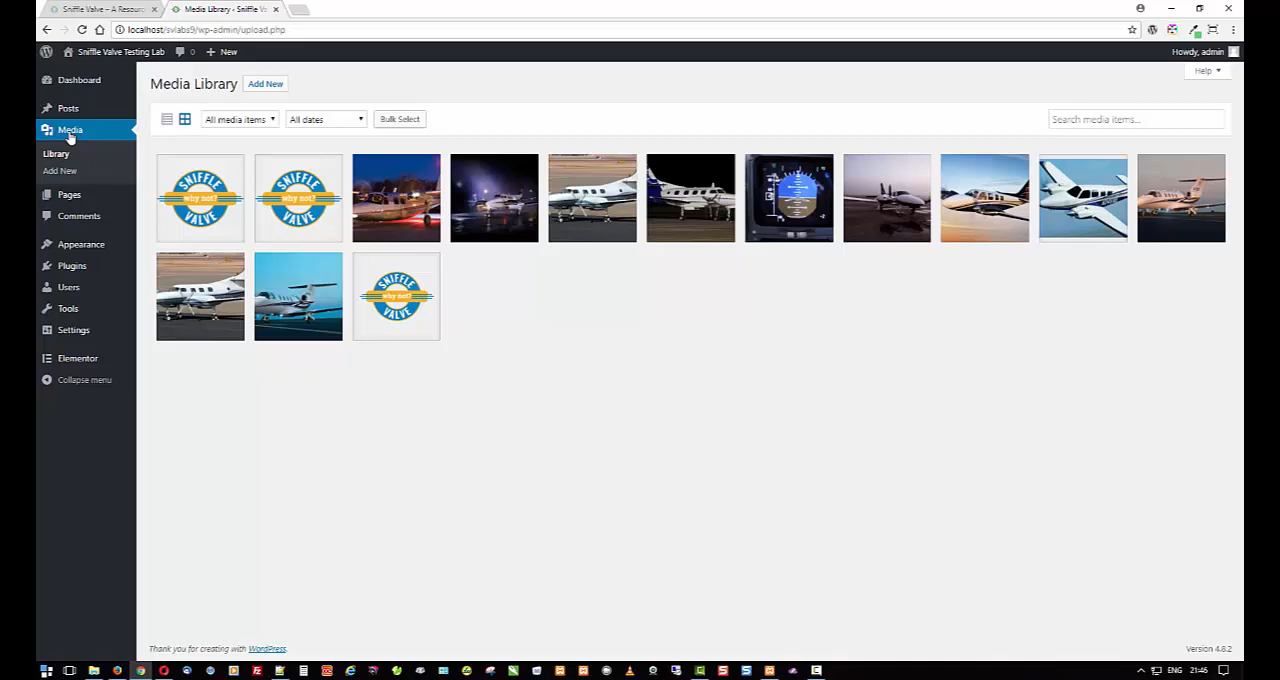 Sniffle Valve – A Resour
Media Library ‹ Sniffle V
localhost/svlabs9/wp-admin/upload.php
Sniffle Valve Testing Lab
0
New
Howdy, admin
Dashboard
Media Library
Add New
Help
Posts
Media
All media items
All dates
Bulk Select
Search media items...
Library
Add New
Pages
Comments
Appearance
Plugins
Users
Tools
Settings
Elementor
Collapse menu
SNIFFLE
why not?
VALVE
SNIFFLE
why not?
VALVE
SNIFFLE
why not?
VALVE
Thank you for creating with WordPress.
Version 4.8.2
ENG
21:46